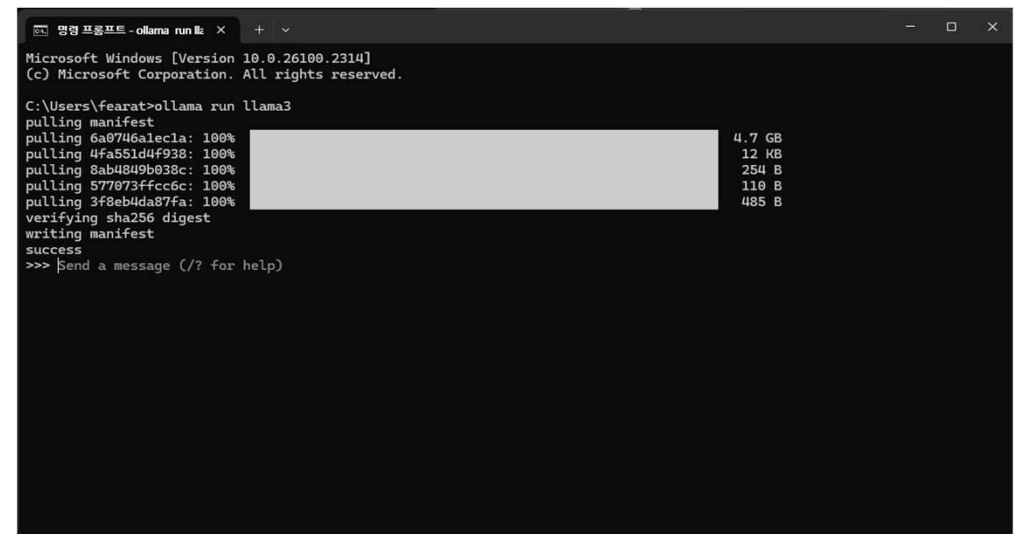 명령 프롬프트 - ollama run lla
Microsoft Windows [Version 10.0.26100.2314]
(c) Microsoft Corporation. All rights reserved.
C:\Users\fearat>ollama run llama3
pulling manifest
pulling 6a0746a1ec1a: 100% 4.7 GB
pulling 4fa551d4f938: 100% 12 KB
pulling 8ab4849b038c: 100% 254 B
pulling 577073ffcc6c: 100% 110 B
pulling 3f8eb4da87fa: 100% 485 B
verifying sha256 digest
writing manifest
success
>>> Send a message (/? for help)